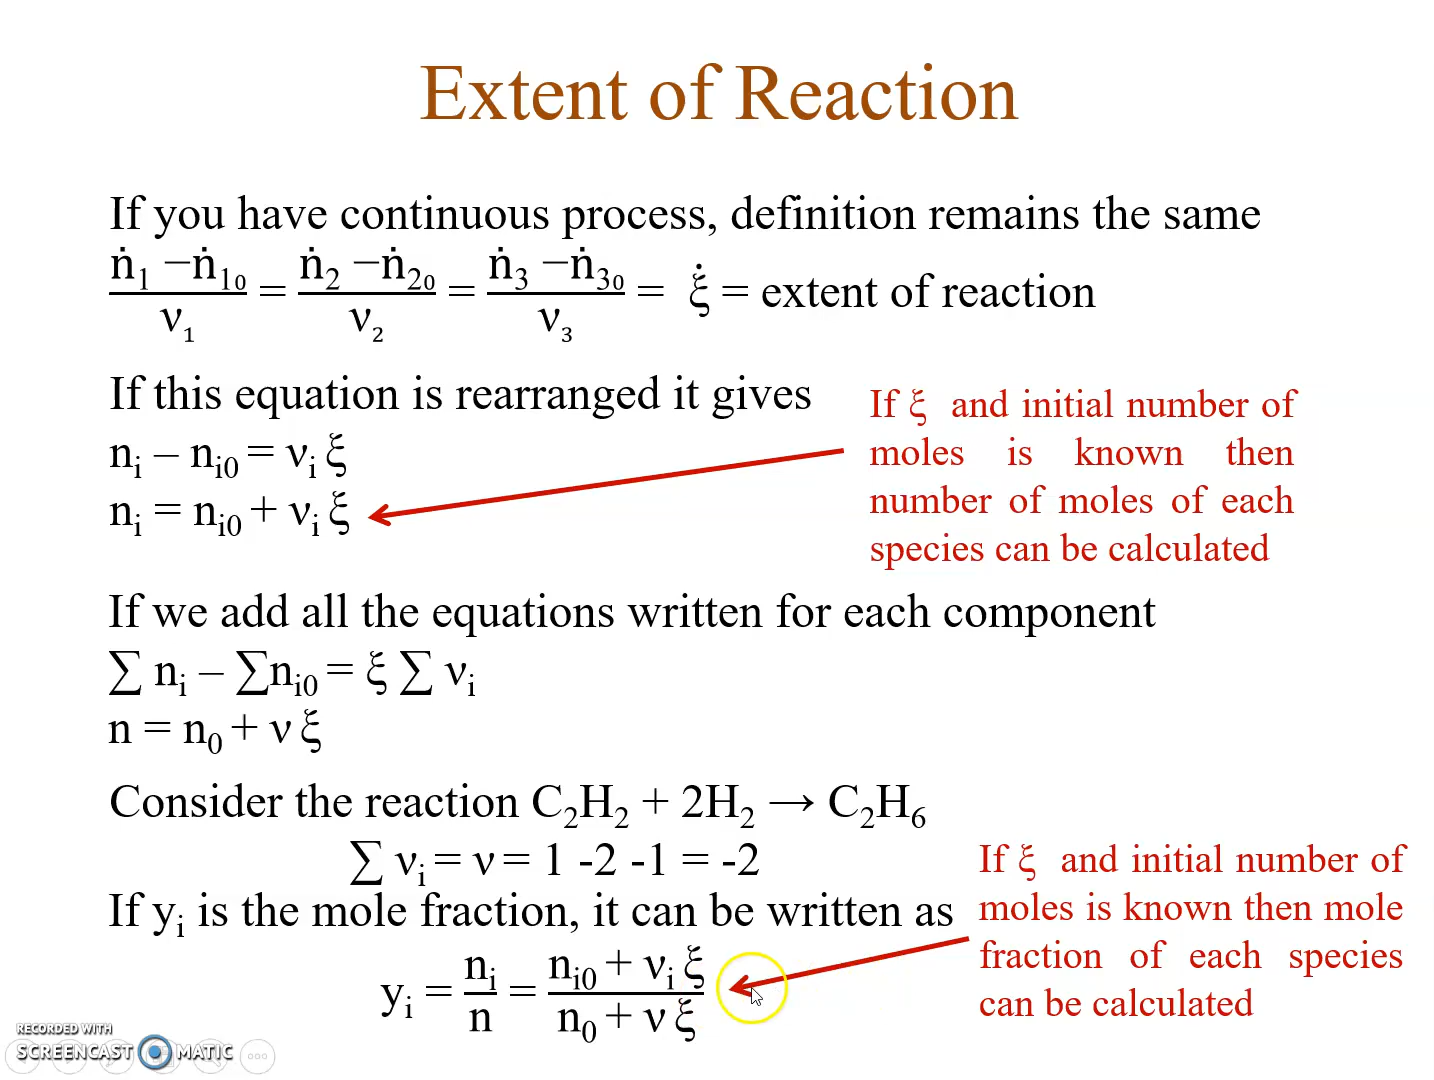 Extent of Reaction
If you have continuous process, definition remains the same
ṅ₁ −ṅ₁₀ / ν₁ = ṅ₂ −ṅ₂₀ / ν₂ = ṅ₃ −ṅ₃₀ / ν₃ = ξ̇ = extent of reaction
If this equation is rearranged it gives
nᵢ – nᵢ₀ = νᵢ ξ
nᵢ = nᵢ₀ + νᵢ ξ
If ξ and initial number of
moles is known then
number of moles of each
species can be calculated
If we add all the equations written for each component
∑ nᵢ – ∑nᵢ₀ = ξ ∑ νᵢ
n = n₀ + ν ξ
Consider the reaction C₂H₂ + 2H₂ → C₂H₆
∑ νᵢ = ν = 1 -2 -1 = -2
If yᵢ is the mole fraction, it can be written as
yᵢ = nᵢ / n = nᵢ₀ + νᵢ ξ / n₀ + ν ξ
If ξ and initial number of
moles is known then mole
fraction of each species
can be calculated
RECORDED WITH
SCREENCAST MATIC